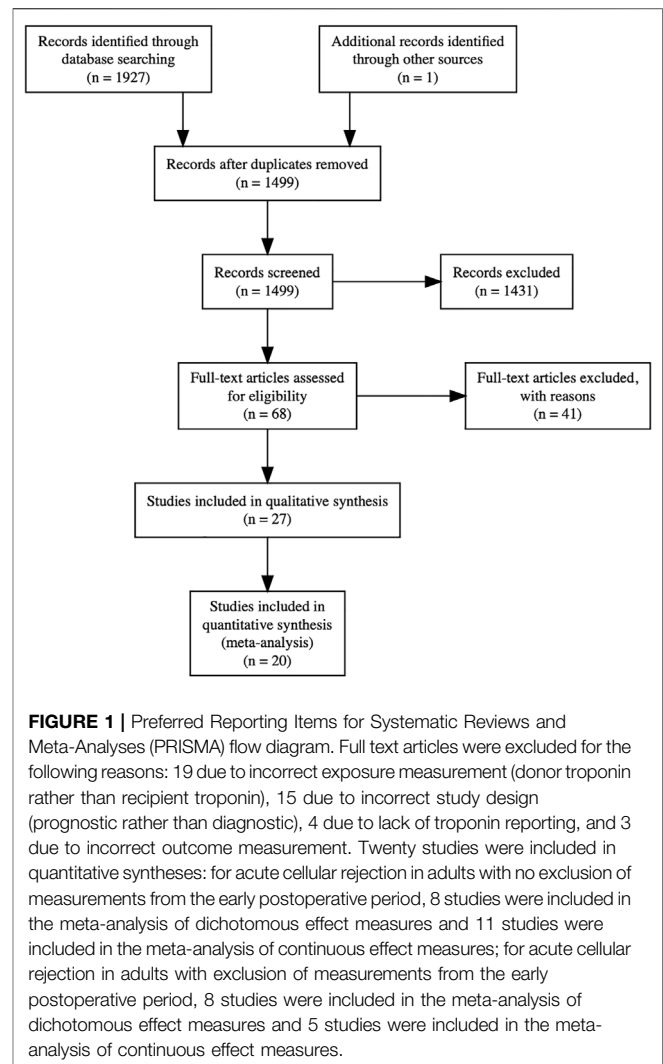 Records identified through
database searching
(n = 1927)
Additional records identified
through other sources
(n = 1)
Records after duplicates removed
(n = 1499)
Records screened
(n = 1499)
Records excluded
(n = 1431)
Full-text articles assessed
for eligibility
(n = 68)
Full-text articles excluded,
with reasons
(n = 41)
Studies included in qualitative synthesis
(n = 27)
Studies included in
quantitative synthesis
(meta-analysis)
(n = 20)
FIGURE 1 | Preferred Reporting Items for Systematic Reviews and
Meta-Analyses (PRISMA) flow diagram. Full text articles were excluded for the
following reasons: 19 due to incorrect exposure measurement (donor troponin
rather than recipient troponin), 15 due to incorrect study design
(prognostic rather than diagnostic), 4 due to lack of troponin reporting, and 3
due to incorrect outcome measurement. Twenty studies were included in
quantitative syntheses: for acute cellular rejection in adults with no exclusion of
measurements from the early postoperative period, 8 studies were included in
the meta-analysis of dichotomous effect measures and 11 studies were
included in the meta-analysis of continuous effect measures; for acute cellular
rejection in adults with exclusion of measurements from the early
postoperative period, 8 studies were included in the meta-analysis of
dichotomous effect measures and 5 studies were included in the meta-
analysis of continuous effect measures.